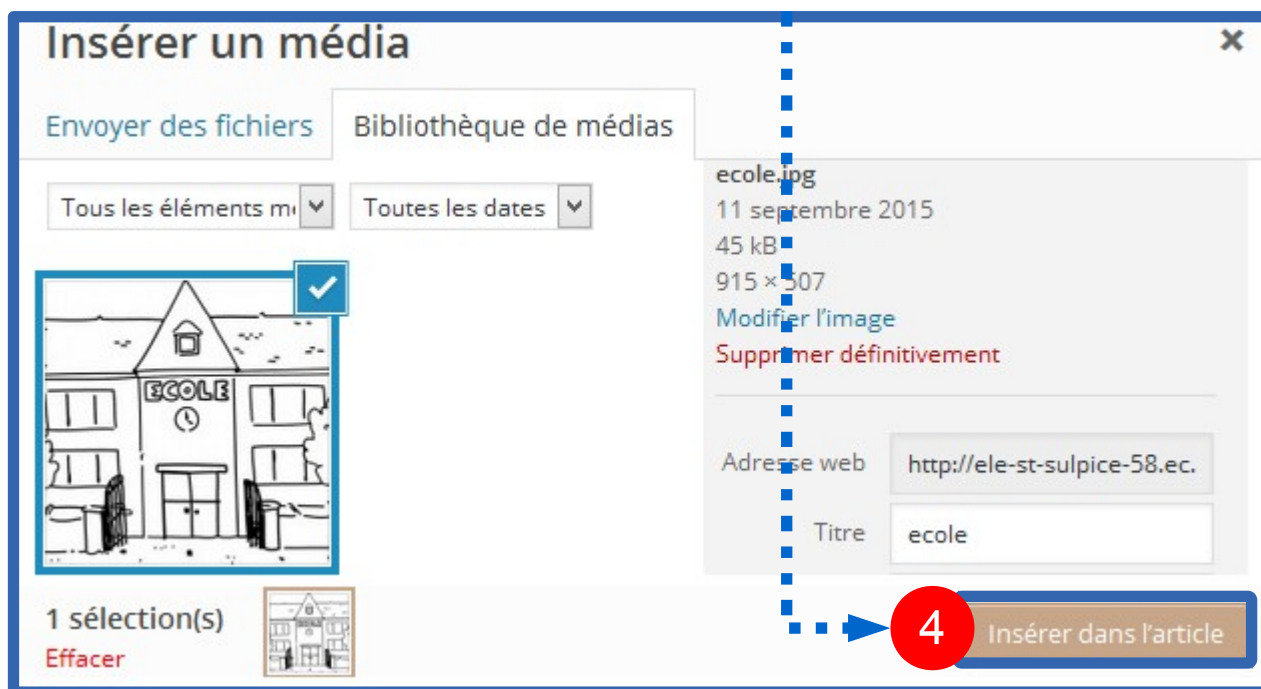 Insérer un média
×
Envoyer des fichiers
Bibliothèque de médias
Tous les éléments m
Toutes les dates
ECOLE
ecole.jpg
11 septembre 2015
45 kB
915 × 507
Modifier l'image
Supprimer définitivement
Adresse web
http://ele-st-sulpice-58.ec.
Titre
ecole
1 sélection(s)
Effacer
4
Insérer dans l'article